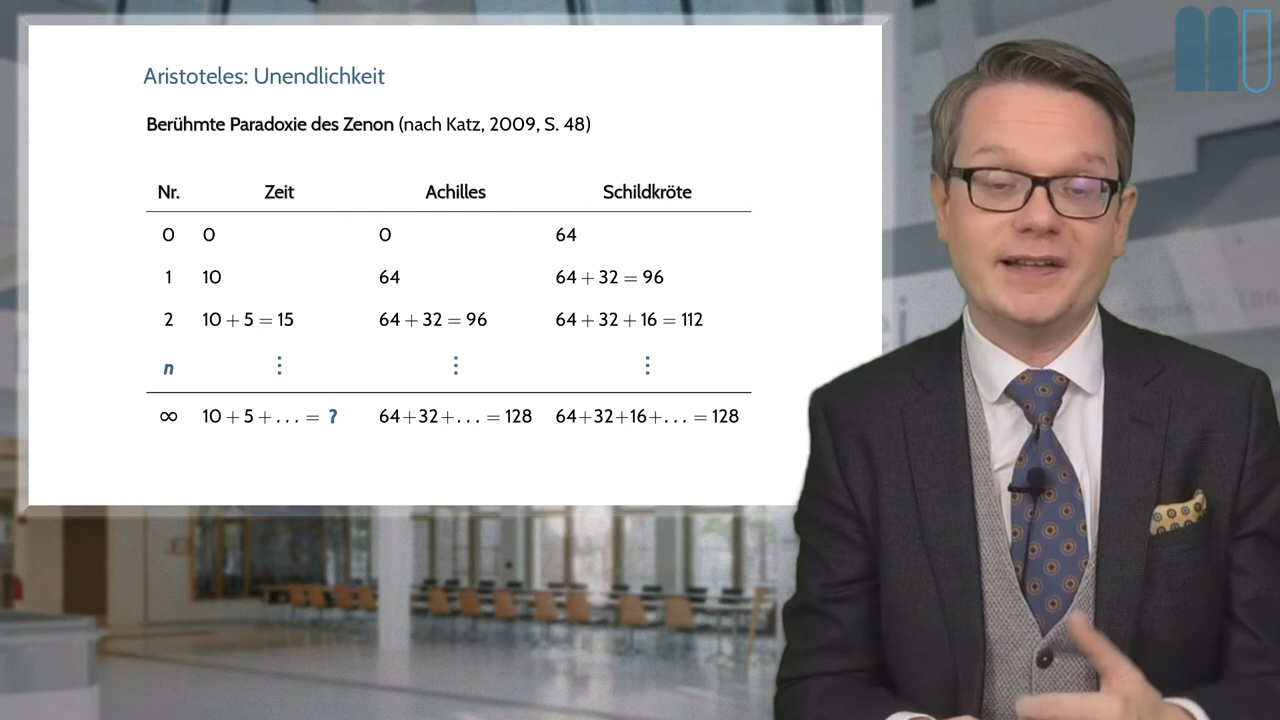 Aristoteles: Unendlichkeit
Berühmte Paradoxie des Zenon (nach Katz, 2009, S. 48)
Nr. Zeit Achilles Schildkröte
0 0 0 64
1 10 64 64 + 32 = 96
2 10 + 5 = 15 64 + 32 = 96 64 + 32 + 16 = 112
n ⋮ ⋮ ⋮
∞ 10 + 5 + . . . = ? 64+32+. . . = 128 64+32+16+. . . = 128